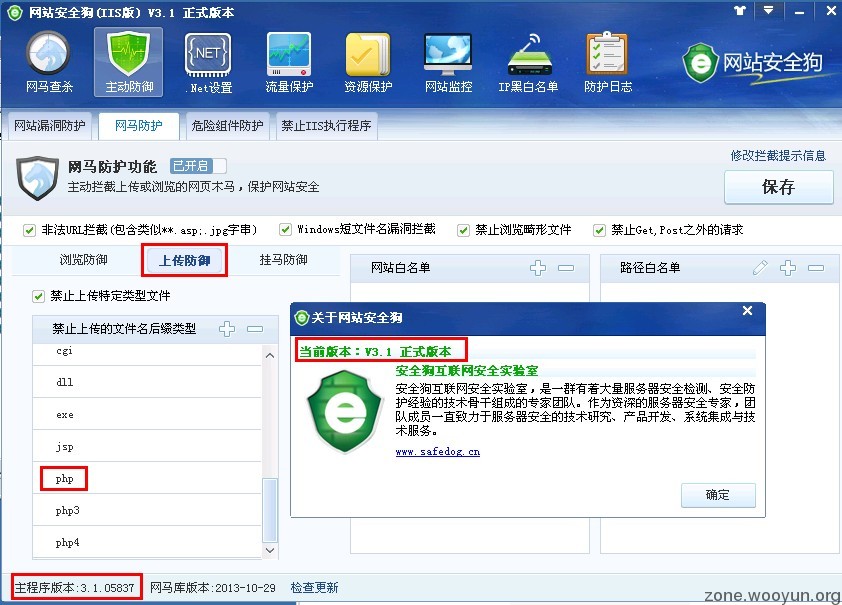 网站安全狗(IIS版) V3.1 正式版本
网马查杀
主动防御
.NET
.Net设置
流量保护
资源保护
网站监控
IP黑白名单
防护日志
网站安全狗
网站漏洞防护
网马防护
危险组件防护
禁止IIS执行程序
网马防护功能 已开启
主动拦截上传或浏览的网页木马，保护网站安全
修改拦截提示信息
保存
非法URL拦截(包含类似**.asp;.jpg字串)
Windows短文件名漏洞拦截
禁止浏览畸形文件
禁止Get,Post之外的请求
浏览防御
上传防御
挂马防御
网站白名单
路径白名单
禁止上传特定类型文件
禁止上传的文件名后缀类型
cgi
dll
exe
jsp
php
php3
php4
关于网站安全狗
当前版本：V3.1 正式版本
安全狗互联网安全实验室
安全狗互联网安全实验室，是一群有着大量服务器安全检测、安全防
护经验的技术骨干组成的专家团队。作为资深的服务器安全专家，团
队成员一直致力于服务器安全的技术研究、产品开发、系统集成与技
术服务。
www.safedog.cn
确定
主程序版本:3.1.05837
网马库版本:2013-10-29
检查更新
zone.wooyun.org